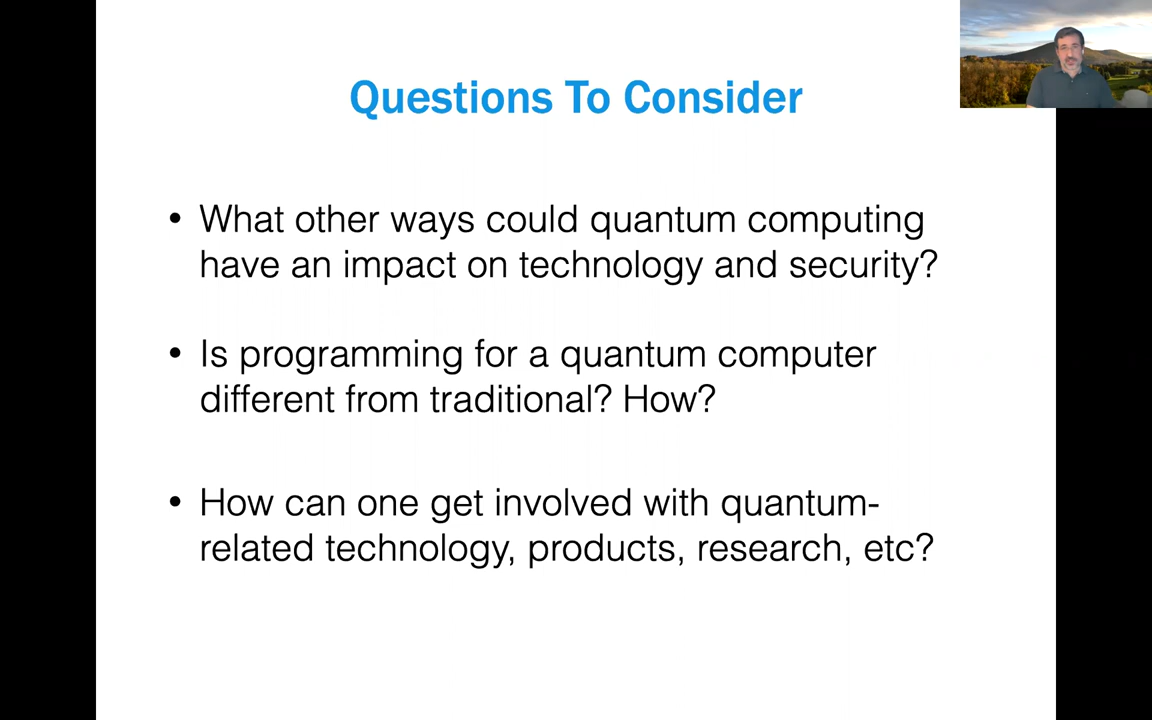 Questions To Consider
• What other ways could quantum computing
have an impact on technology and security?
• Is programming for a quantum computer
different from traditional? How?
• How can one get involved with quantum-
related technology, products, research, etc?